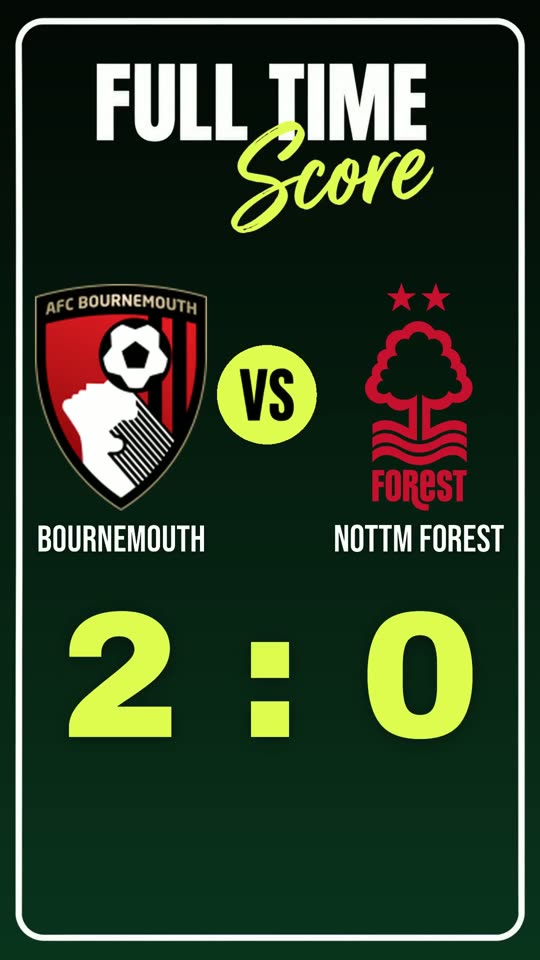 FULL TIME
Score
AFC BOURNEMOUTH
VS
FOREST
BOURNEMOUTH
NOTTM FOREST
2 : 0